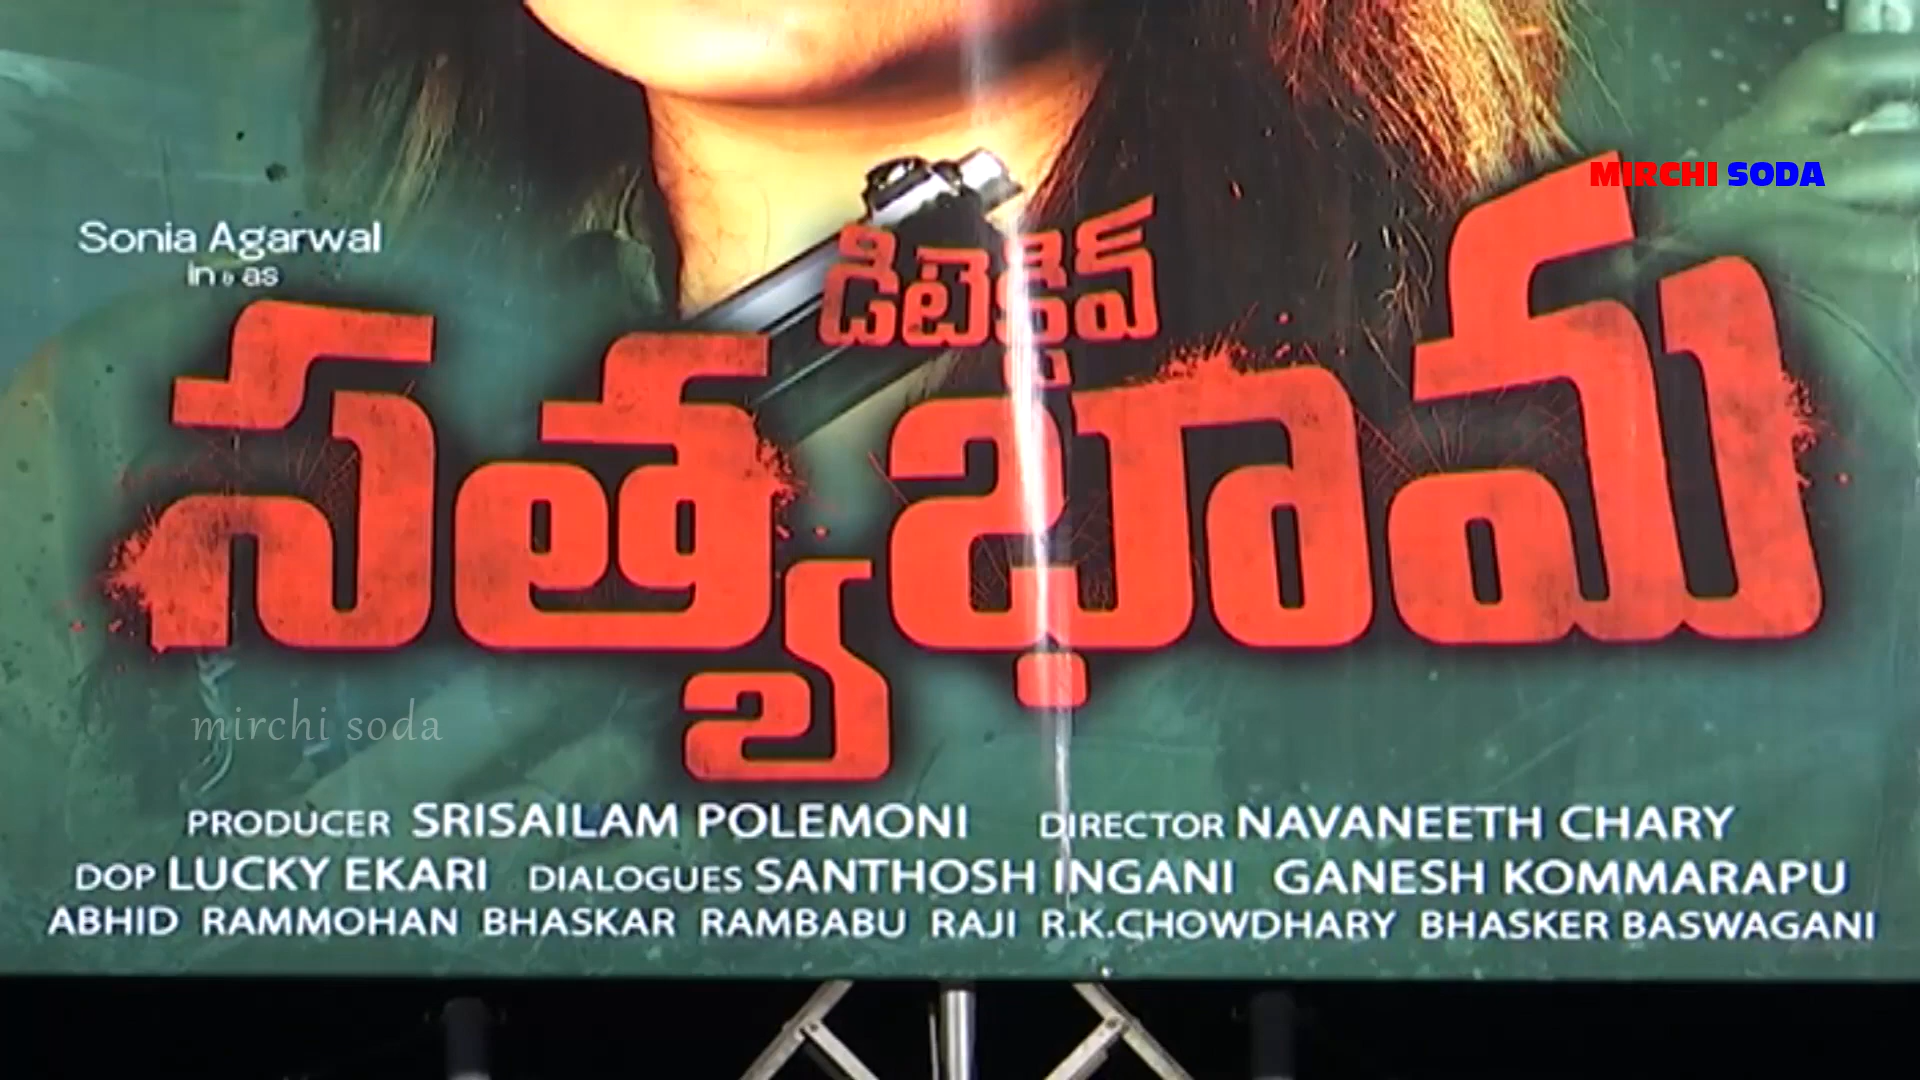 MIRCHI SODA
Sonia Agarwal
in & as
డిటెక్టివ్
సత్యభామ
mirchi soda
PRODUCER SRISAILAM POLEMONI DIRECTOR NAVANEETH CHARY
DOP LUCKY EKARI DIALOGUES SANTHOSH INGANI GANESH KOMMARAPU
ABHID RAMMOHAN BHASKAR RAMBABU RAJI R.K.CHOWDHARY BHASKER BASWAGANI